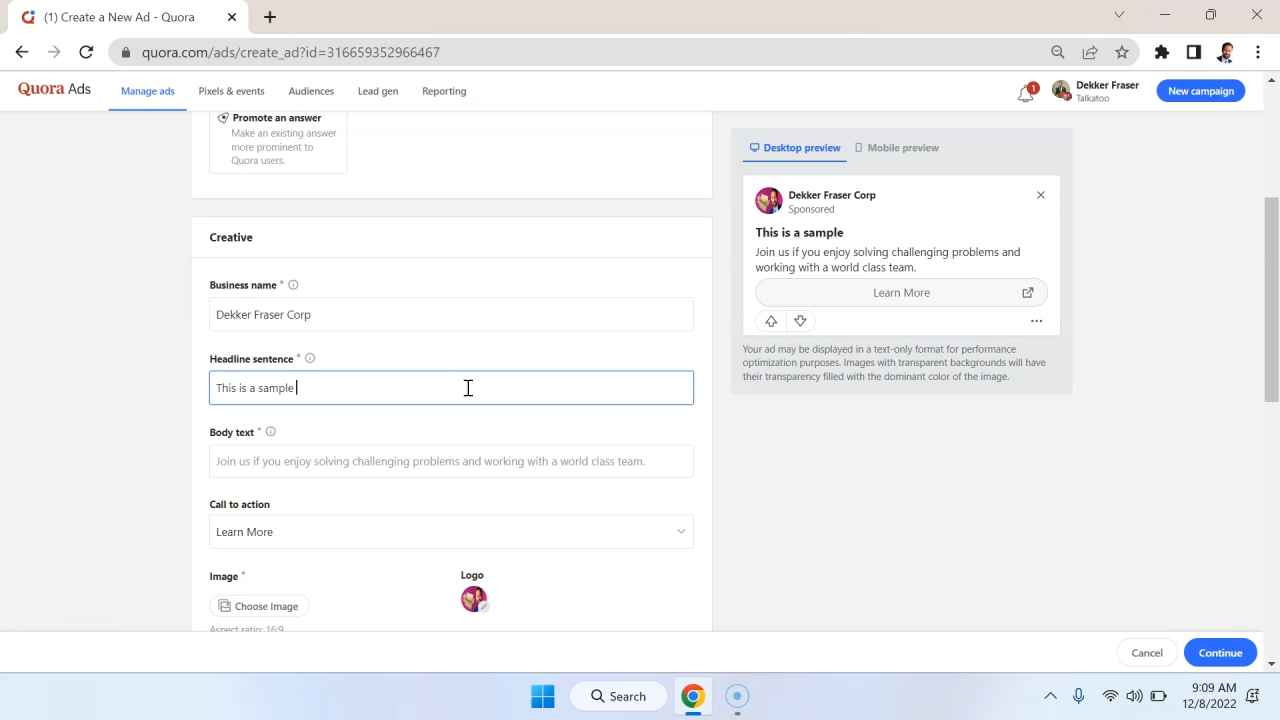 (1) Create a New Ad - Quora
quora.com/ads/create_ad?id=316659352966467
Quora Ads
Manage ads
Pixels & events
Audiences
Lead gen
Reporting
1
Dekker Fraser
Talkatoo
New campaign
Promote an answer
Make an existing answer
more prominent to
Quora users.
Creative
Business name *
Dekker Fraser Corp
Headline sentence *
This is a sample
Body text *
Join us if you enjoy solving challenging problems and working with a world class team.
Call to action
Learn More
Image *
Logo
Choose Image
Aspect ratio: 16:9
Desktop preview
Mobile preview
Dekker Fraser Corp
Sponsored
This is a sample
Join us if you enjoy solving challenging problems and
working with a world class team.
Learn More
Your ad may be displayed in a text-only format for performance
optimization purposes. Images with transparent backgrounds will have
their transparency filled with the dominant color of the image.
Cancel
Continue
Search
9:09 AM
12/8/2022